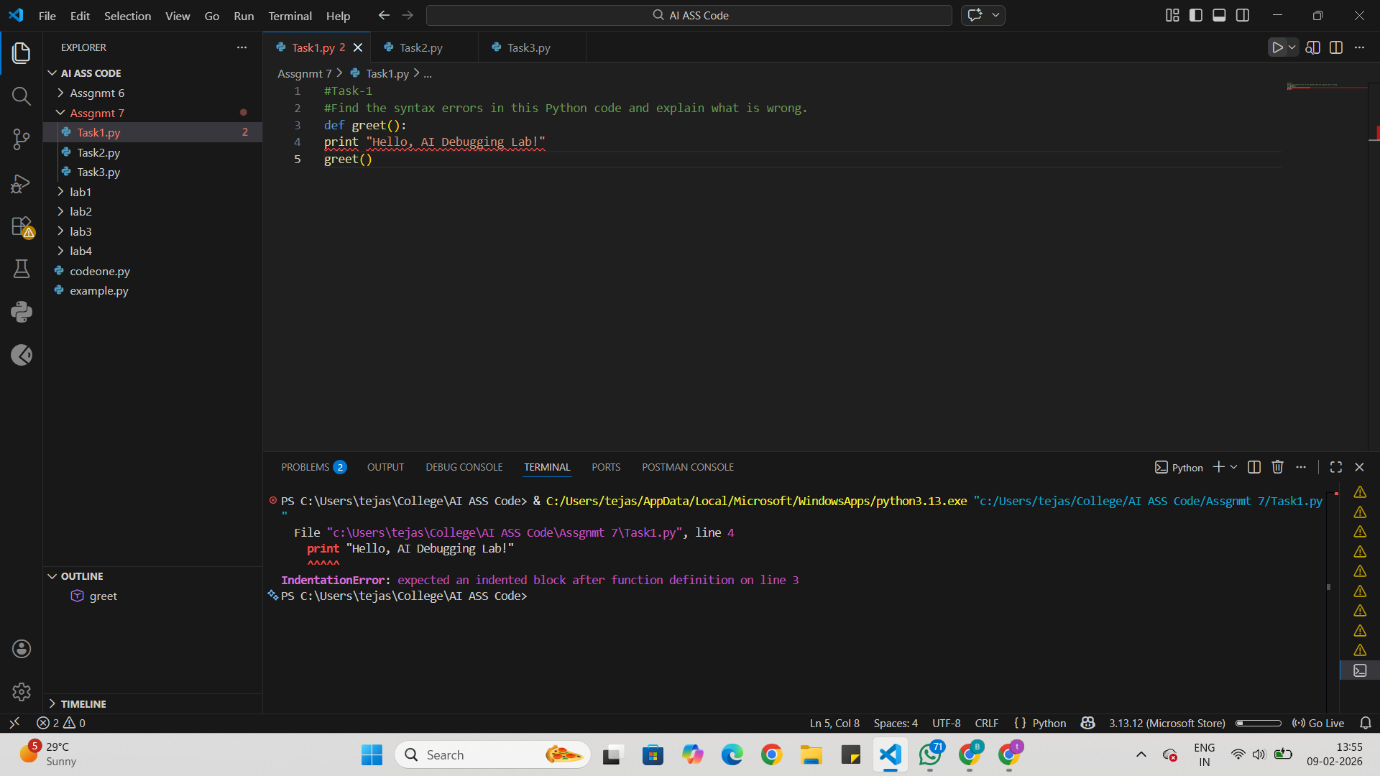 File Edit Selection View Go Run Terminal Help
AI ASS Code
EXPLORER
AI ASS CODE
Assgnmt 6
Assgnmt 7
Task1.py 2
Task2.py
Task3.py
lab1
lab2
lab3
lab4
codeone.py
example.py
OUTLINE
greet
TIMELINE
Task1.py 2 Task2.py Task3.py
Assgnmt 7 > Task1.py > ...
1 #Task-1
2 #Find the syntax errors in this Python code and explain what is wrong.
3 def greet():
4 print "Hello, AI Debugging Lab!"
5 greet()
PROBLEMS 2 OUTPUT DEBUG CONSOLE TERMINAL PORTS POSTMAN CONSOLE
Python
PS C:\Users\tejas\College\AI ASS Code> & C:/Users/tejas/AppData/Local/Microsoft/WindowsApps/python3.13.exe "c:/Users/tejas/College/AI ASS Code/Assgnmt 7/Task1.py
"
File "c:\Users\tejas\College\AI ASS Code\Assgnmt 7\Task1.py", line 4
print "Hello, AI Debugging Lab!"
^^^^^
IndentationError: expected an indented block after function definition on line 3
PS C:\Users\tejas\College\AI ASS Code>
2 0
Ln 5, Col 8 Spaces: 4 UTF-8 CRLF { } Python 3.13.12 (Microsoft Store) Go Live
5
29°C
Sunny
Search
71
B
1
ENG
IN
13:55
09-02-2026